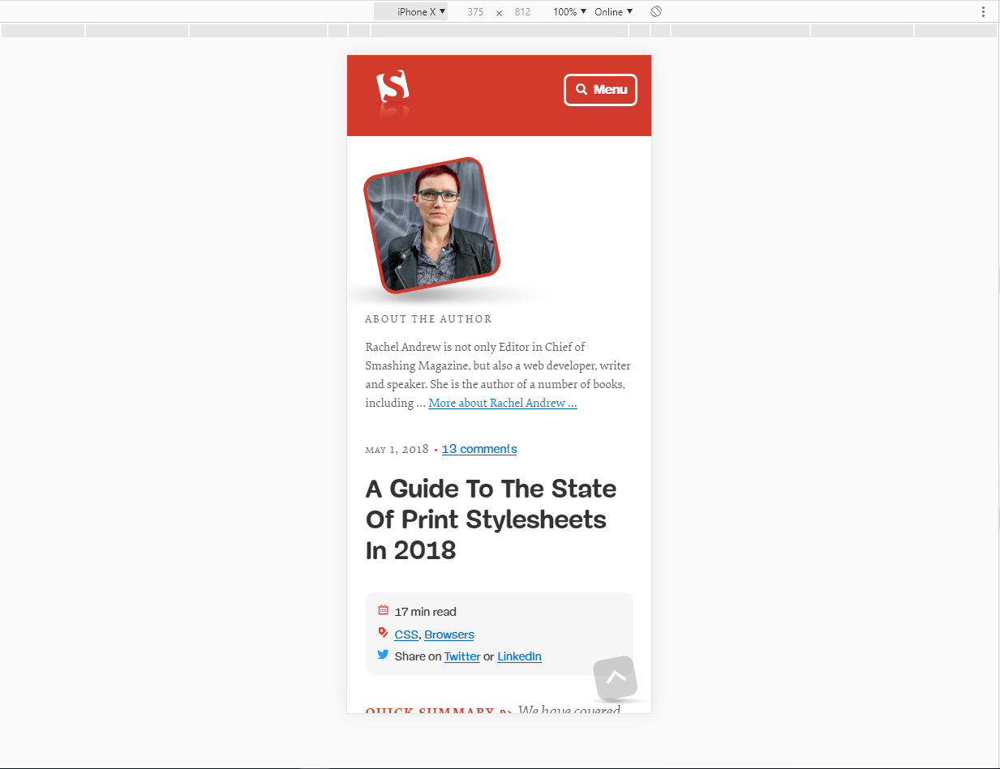 iPhone X 375 × 812 100% Online
S
Menu
ABOUT THE AUTHOR
Rachel Andrew is not only Editor in Chief of
Smashing Magazine, but also a web developer, writer
and speaker. She is the author of a number of books,
including ... More about Rachel Andrew ...
MAY 1, 2018 • 13 comments
A Guide To The State
Of Print Stylesheets
In 2018
17 min read
CSS, Browsers
Share on Twitter or LinkedIn
QUICK SUMMARY We have covered